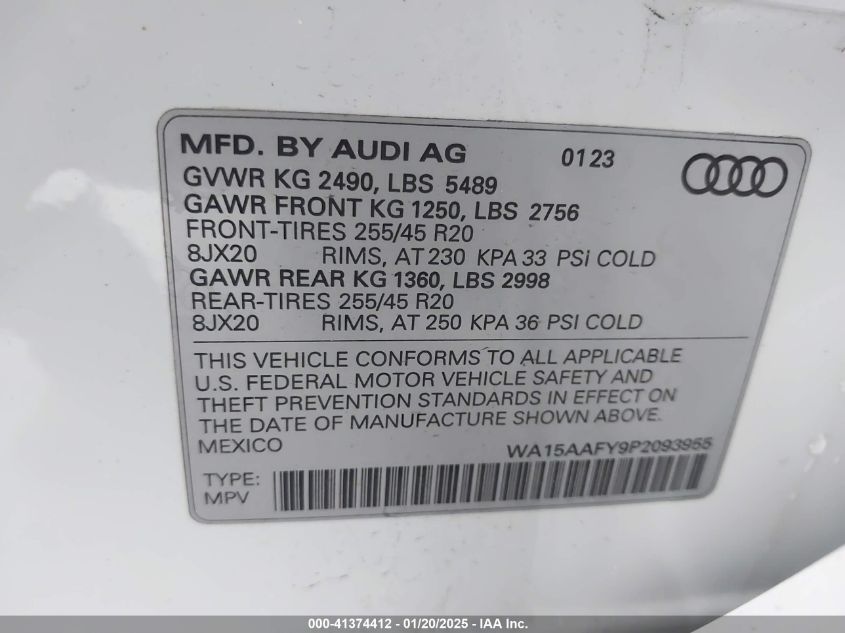 MFD. BY AUDI AG 0123
GVWR KG 2490, LBS 5489
GAWR FRONT KG 1250, LBS 2756
FRONT-TIRES 255/45 R20
8JX20 RIMS, AT 230 KPA 33 PSI COLD
GAWR REAR KG 1360, LBS 2998
REAR-TIRES 255/45 R20
8JX20 RIMS, AT 250 KPA 36 PSI COLD
THIS VEHICLE CONFORMS TO ALL APPLICABLE
U.S. FEDERAL MOTOR VEHICLE SAFETY AND
THEFT PREVENTION STANDARDS IN EFFECT ON
THE DATE OF MANUFACTURE SHOWN ABOVE.
MEXICO WA15AAFY9P2093955
TYPE:
MPV
000-41374412 - 01/20/2025 - IAA Inc.